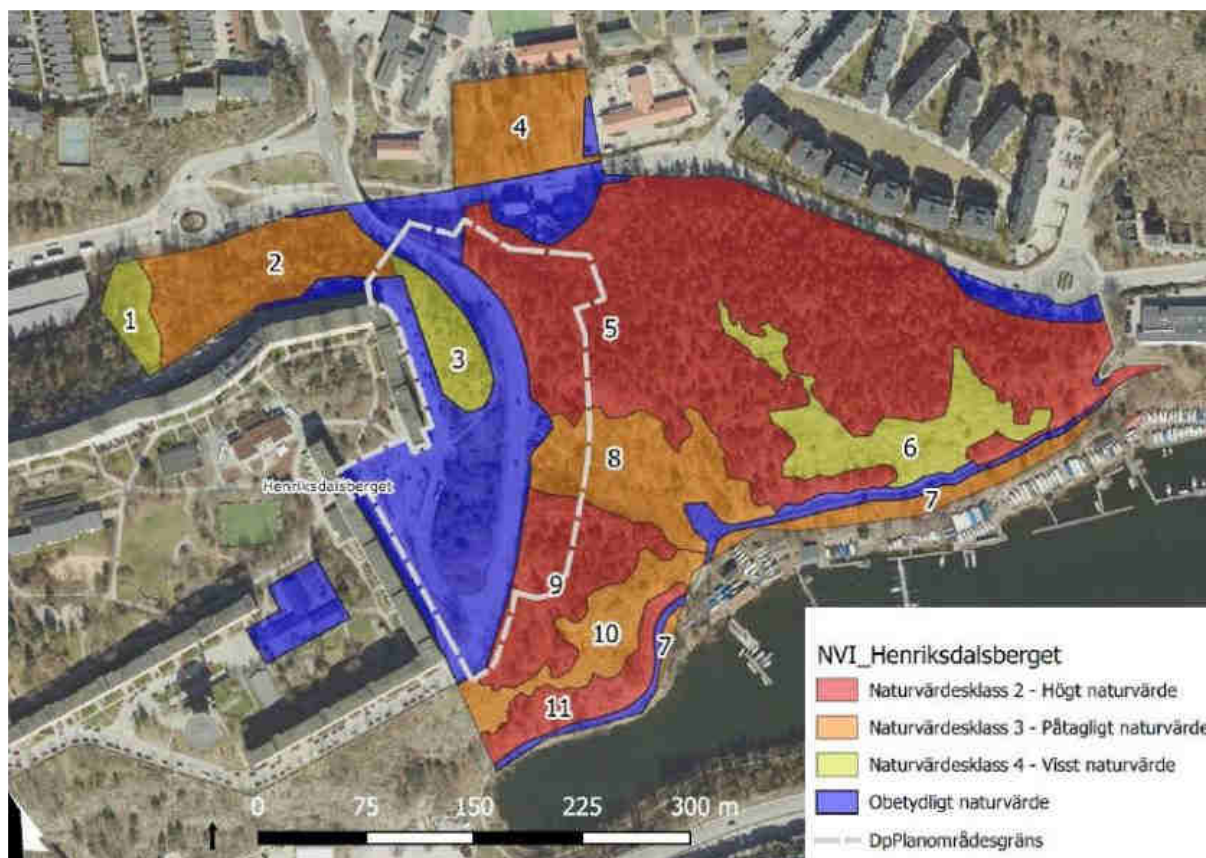 4
2
1
3
5
6
8
7
Henriksdalsberget
9
10
7
11
NVI_Henriksdalsberget
Naturvärdesklass 2 - Högt naturvärde
Naturvärdesklass 3 - Påtagligt naturvärde
Naturvärdesklass 4 - Visst naturvärde
Obetydligt naturvärde
DpPlanområdesgräns
0 75 150 225 300 m